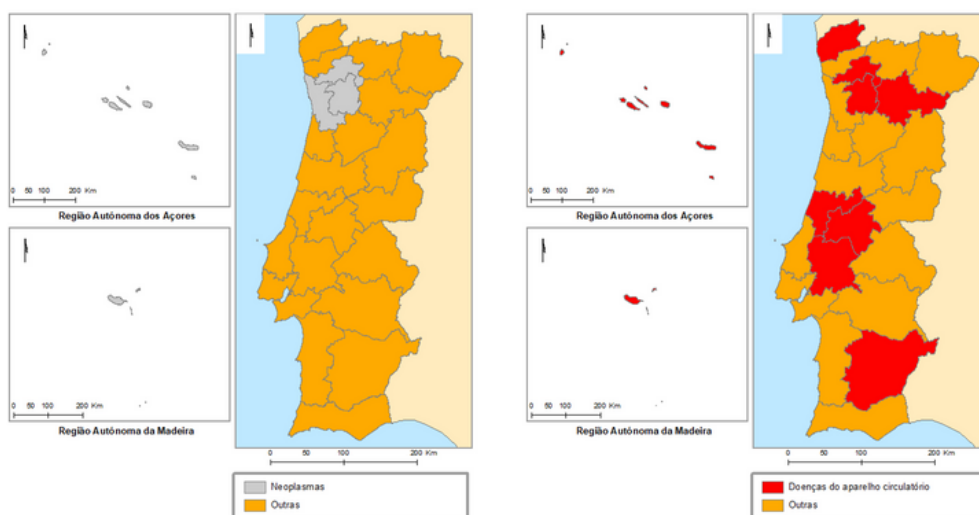 0 50 100 200 Km
Região Autónoma dos Açores
0 50 100 200 Km
Região Autónoma da Madeira
0 50 100 200 Km
Neoplasmas
Outras
0 50 100 200 Km
Região Autónoma dos Açores
0 50 100 200 Km
Região Autónoma da Madeira
0 50 100 200 Km
Doenças do aparelho circulatório
Outras